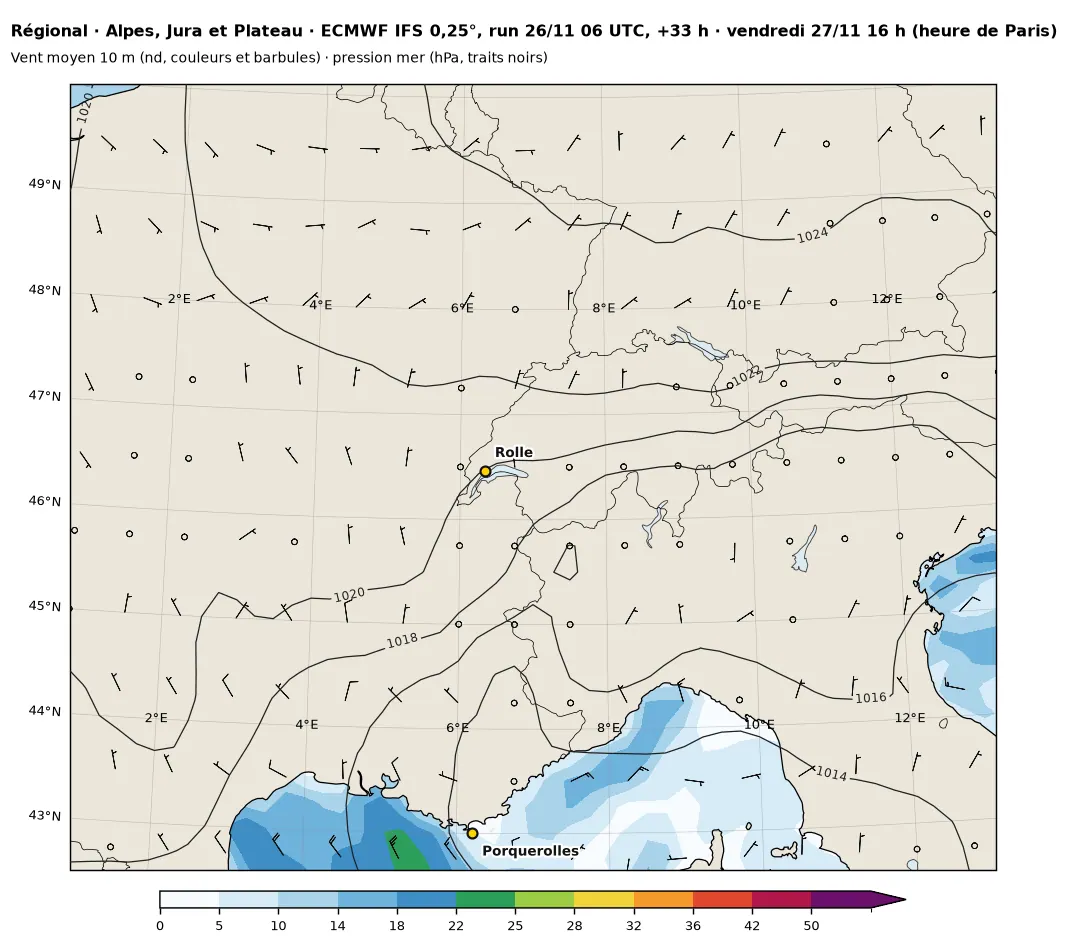 Régional · Alpes, Jura et Plateau · ECMWF IFS 0,25°, run 26/11 06 UTC, +33 h · vendredi 27/11 16 h (heure de Paris)
Vent moyen 10 m (nd, couleurs et barbules) · pression mer (hPa, traits noirs)
1020
49°N
1024
48°N
2°E 4°E 6°E 8°E 10°E 12°E
1022
47°N
Rolle
46°N
1020
45°N
1018
1016
44°N
2°E 4°E 6°E 8°E 10°E 12°E
1014
43°N
Porquerolles
0 5 10 14 18 22 25 28 32 36 42 50